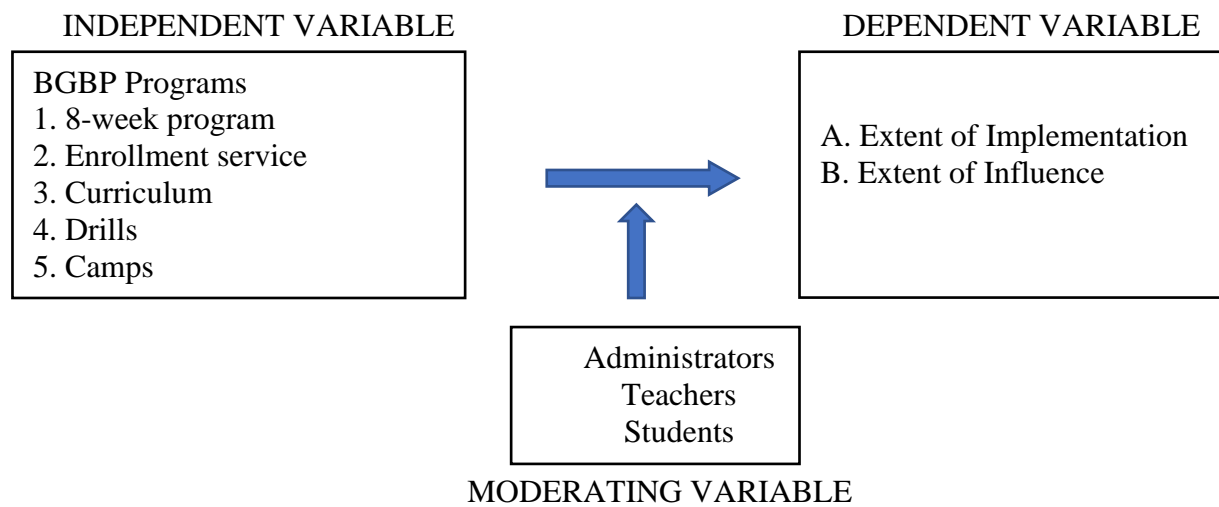 INDEPENDENT VARIABLE
BGBP Programs
1. 8-week program
2. Enrollment service
3. Curriculum
4. Drills
5. Camps
DEPENDENT VARIABLE
A. Extent of Implementation
B. Extent of Influence
Administrators
Teachers
Students
MODERATING VARIABLE